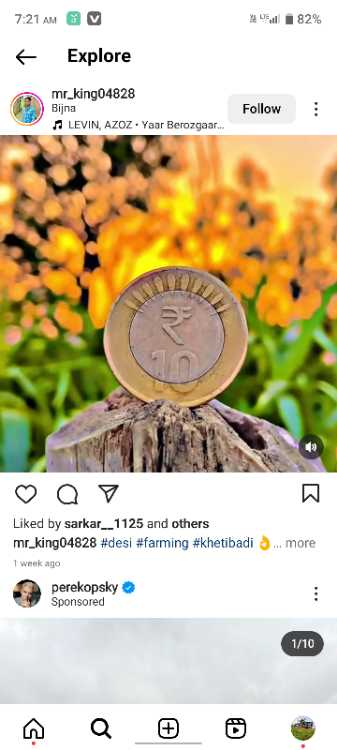 7:21 AM
82%
Explore
mr_king04828
Bijna
LEVIN, AZOZ • Yaar Berozgaar...
Follow
₹
10
Liked by sarkar__1125 and others
mr_king04828 #desi #farming #khetibadi 👌... more
1 week ago
perekopsky
Sponsored
1/10